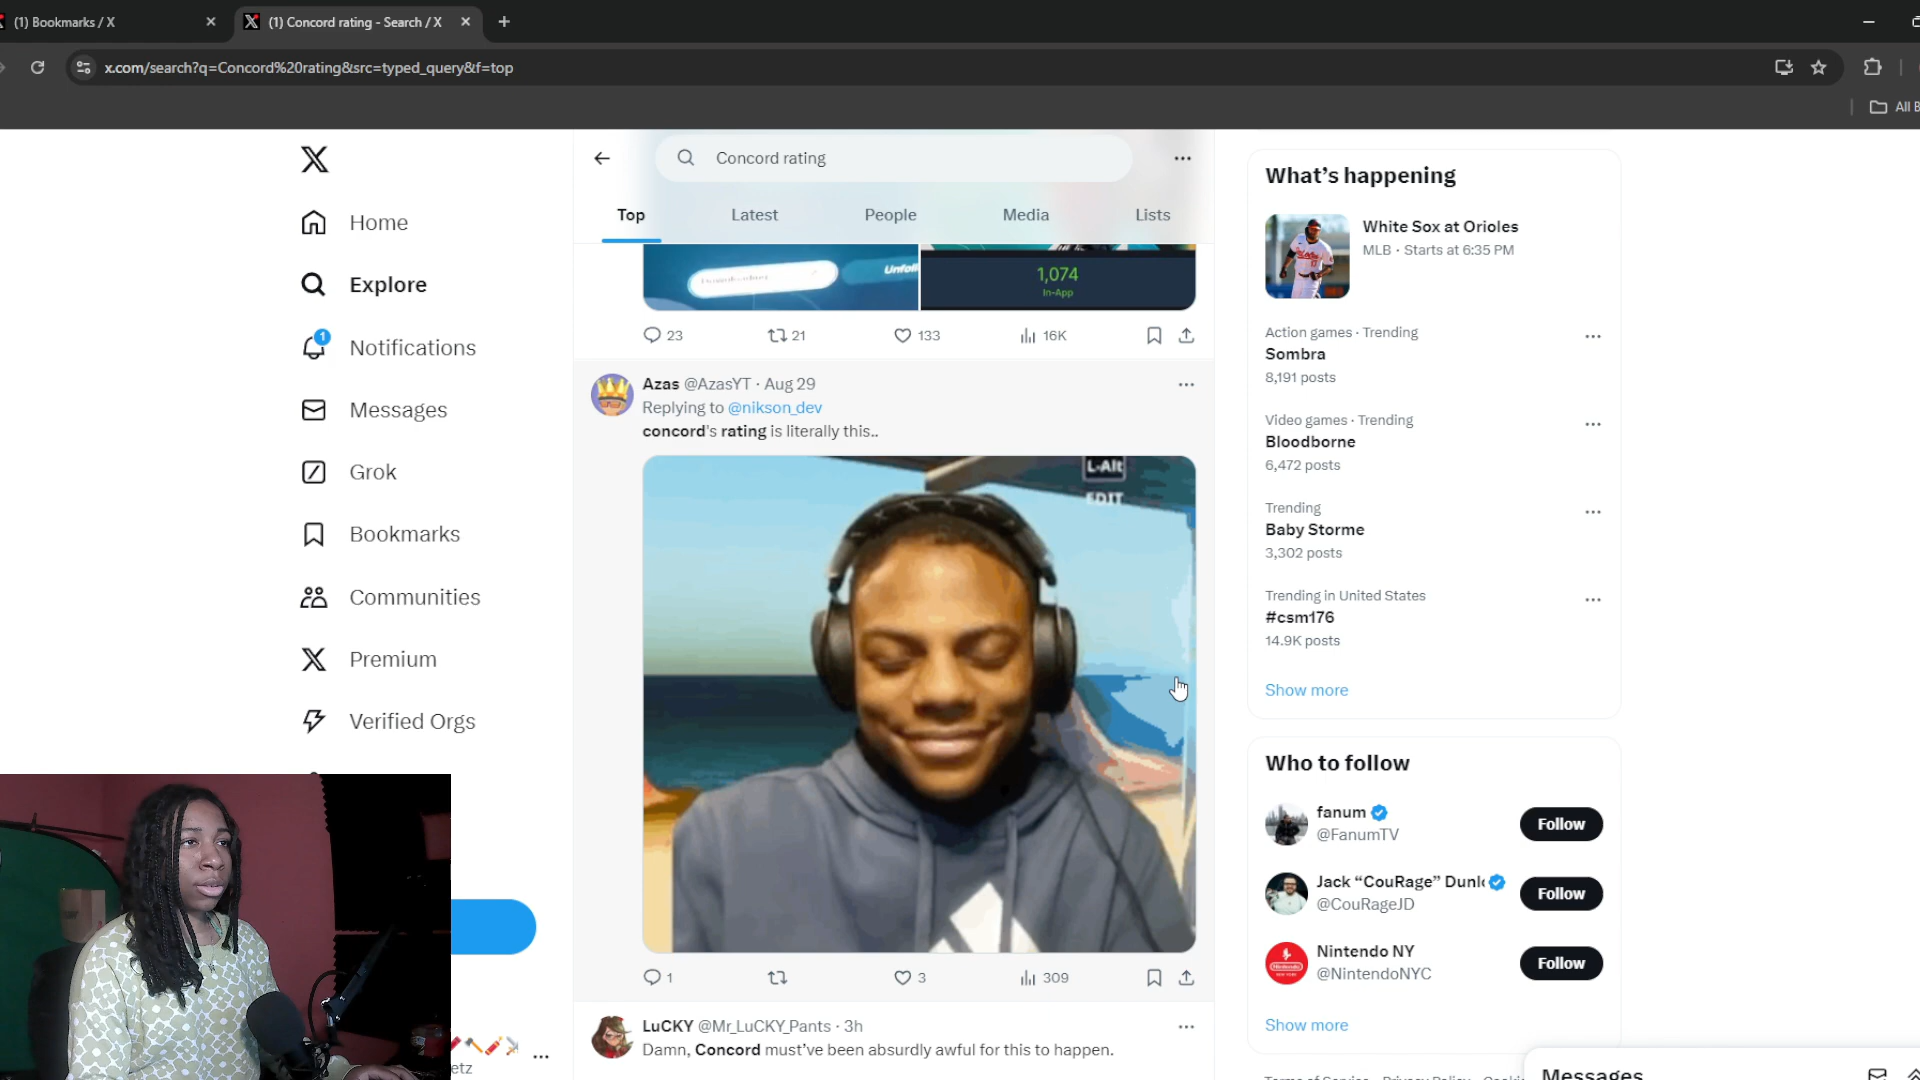 (1) Bookmarks / X
(1) Concord rating - Search / X
x.com/search?q=Concord%20rating&src=typed_query&f=top
All B
Concord rating
Top
Latest
People
Media
Lists
Home
Explore
1
Notifications
Messages
Grok
Bookmarks
Communities
Premium
Verified Orgs
etz
1,074
In-App
23
21
133
16K
Azas @AzasYT · Aug 29
Replying to @nikson_dev
concord's rating is literally this..
L-Alt
EDIT
1
3
309
LuCKY @Mr_LuCKY_Pants · 3h
Damn, Concord must've been absurdly awful for this to happen.
What's happening
White Sox at Orioles
MLB · Starts at 6:35 PM
Action games · Trending
Sombra
8,191 posts
Video games · Trending
Bloodborne
6,472 posts
Trending
Baby Storme
3,302 posts
Trending in United States
#csm176
14.9K posts
Show more
Who to follow
fanum
@FanumTV
Follow
Jack "CouRage" Dunl
@CouRageJD
Follow
Nintendo NY
@NintendoNYC
Follow
Show more
Messages